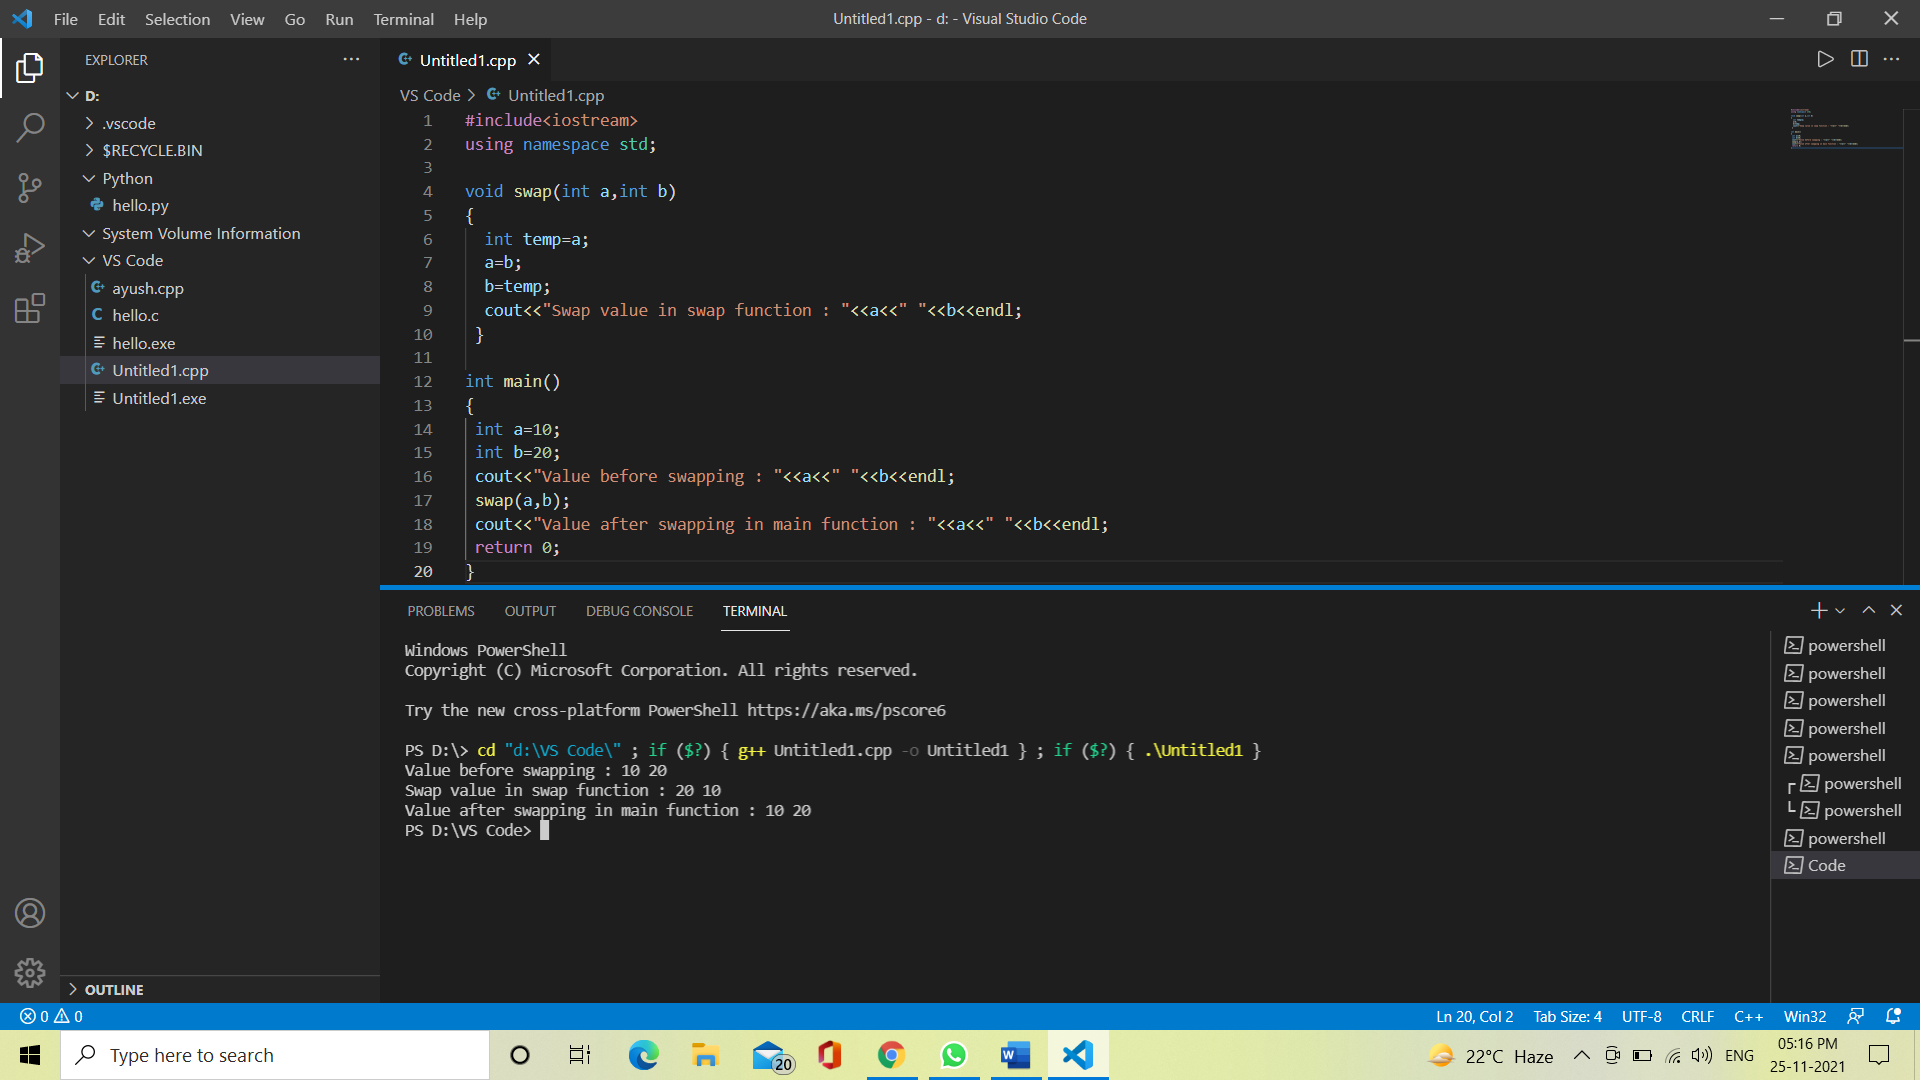 File Edit Selection View Go Run Terminal Help
Untitled1.cpp - d: - Visual Studio Code
EXPLORER
D:
.vscode
$RECYCLE.BIN
Python
hello.py
System Volume Information
VS Code
ayush.cpp
hello.c
hello.exe
Untitled1.cpp
Untitled1.exe
OUTLINE
Untitled1.cpp
VS Code > Untitled1.cpp
1 #include<iostream>
2 using namespace std;
3
4 void swap(int a,int b)
5 {
6 int temp=a;
7 a=b;
8 b=temp;
9 cout<<"Swap value in swap function : "<<a<<" "<<b<<endl;
10 }
11
12 int main()
13 {
14 int a=10;
15 int b=20;
16 cout<<"Value before swapping : "<<a<<" "<<b<<endl;
17 swap(a,b);
18 cout<<"Value after swapping in main function : "<<a<<" "<<b<<endl;
19 return 0;
20 }
PROBLEMS OUTPUT DEBUG CONSOLE TERMINAL
Windows PowerShell
Copyright (C) Microsoft Corporation. All rights reserved.
Try the new cross-platform PowerShell https://aka.ms/pscore6
PS D:\> cd "d:\VS Code\" ; if ($?) { g++ Untitled1.cpp -o Untitled1 } ; if ($?) { .\Untitled1 }
Value before swapping : 10 20
Swap value in swap function : 20 10
Value after swapping in main function : 10 20
PS D:\VS Code>
powershell
powershell
powershell
powershell
powershell
powershell
powershell
powershell
Code
0 0
Ln 20, Col 2 Tab Size: 4 UTF-8 CRLF C++ Win32
Type here to search
20
22°C Haze
ENG
05:16 PM
25-11-2021